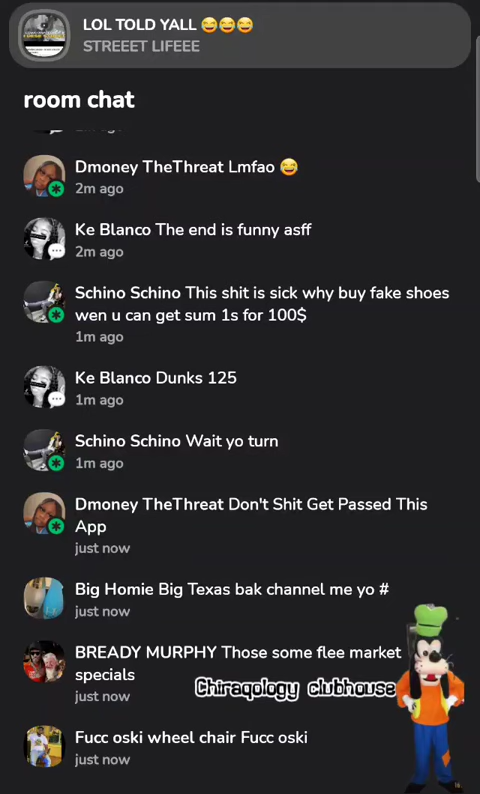 LOL TOLD YALL 😂😂😂
STREEET LIFEEE
room chat
Dmoney TheThreat Lmfao 😂
2m ago
Ke Blanco The end is funny asff
2m ago
Schino Schino This shit is sick why buy fake shoes
wen u can get sum 1s for 100$
1m ago
Ke Blanco Dunks 125
1m ago
Schino Schino Wait yo turn
1m ago
Dmoney TheThreat Don't Shit Get Passed This
App
just now
Big Homie Big Texas bak channel me yo #
just now
BREADY MURPHY Those some flee market
specials
just now
Chiraqology clubhouse
Fucc oski wheel chair Fucc oski
just now